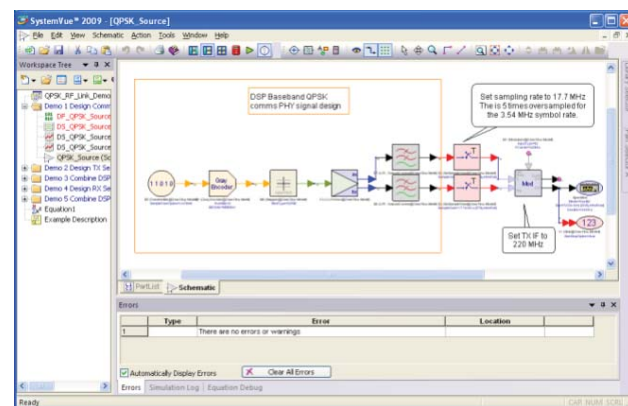 SystemVue® 2009 - [QPSK_Source]
File Edit View Schematic Action Tools Window Help
Workspace Tree
QPSK_RF_Link_Demo
Demo 1 Design Comm
DF_QPSK_Source
DS_QPSK_Source
DS_QPSK_Source
DS_QPSK_Source
QPSK_Source (Sc
Demo 2 Design TX Se
Demo 3 Combine DSP
Demo 4 Design RX Se
Demo 5 Combine DSP
Equation1
Example Description
DSP Baseband QPSK
comms PHY signal design
Set sampling rate to 17.7 MHz
The is 5 times oversampled for
the 3.54 MHz symbol rate.
11010
Gray
Encoder
T
T
Mod
123
Set TX IF to
220 MHz
PartList Schematic
Errors
Type Error Location
1 There are no errors or warnings
Automatically Display Errors Clear All Errors
Errors Simulation Log Equation Debug
Ready CAP NUM SCRL